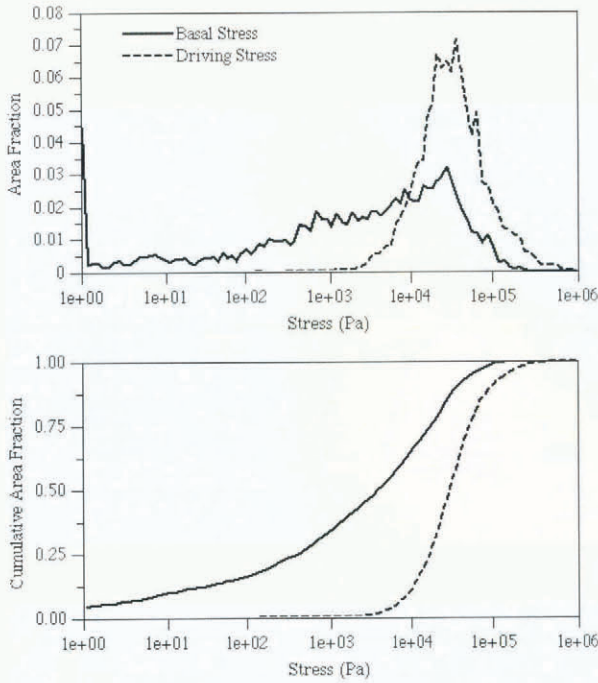 0.08
0.07
0.06
0.05
0.04
0.03
0.02
0.01
0
Area Fraction
Basal Stress
Driving Stress
1e+00 1e+01 1e+02 1e+03 1e+04 1e+05 1e+06
Stress (Pa)
1.00
0.75
0.50
0.25
0.00
Cumulative Area Fraction
1e+00 1e+01 1e+02 1e+03 1e+04 1e+05 1e+06
Stress (Pa)